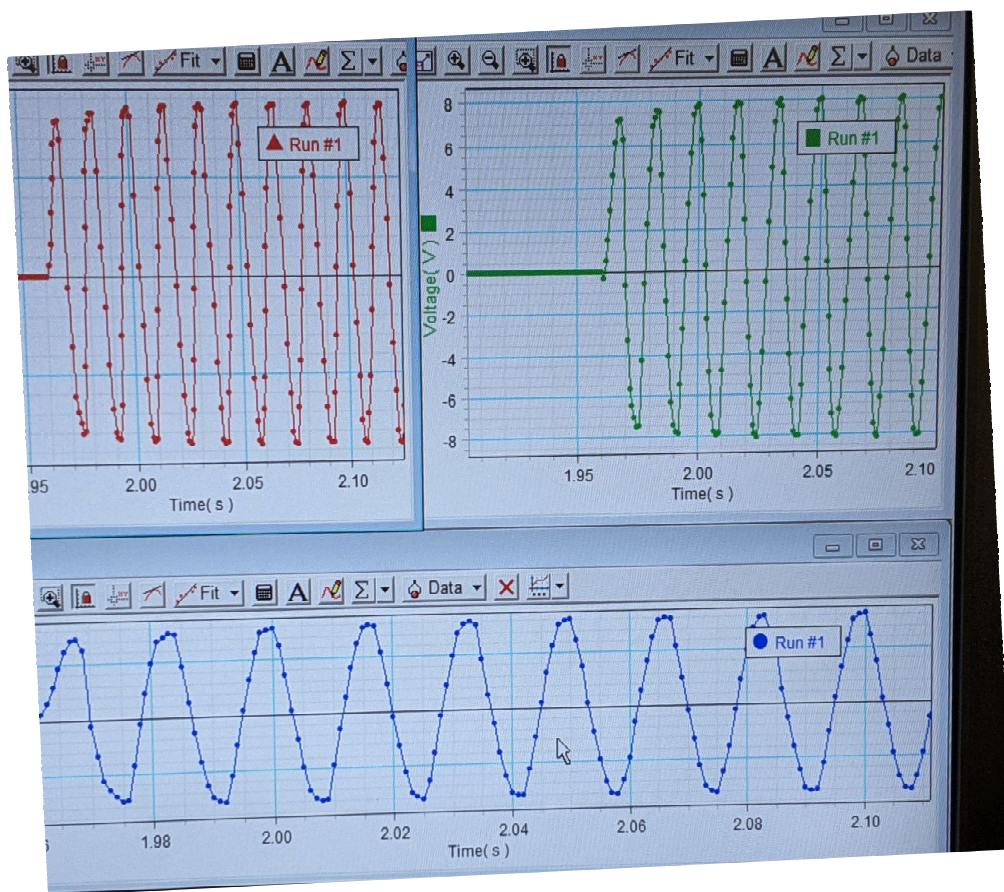 Fit
A
Σ
Run #1
.95
2.00
2.05
2.10
Time( s )
Fit
A
Σ
Data
8
6
4
2
0
-2
-4
-6
-8
Voltage( V )
Run #1
1.95
2.00
2.05
2.10
Time( s )
Fit
A
Σ
Data
Run #1
1.98
2.00
2.02
2.04
2.06
2.08
2.10
Time( s )